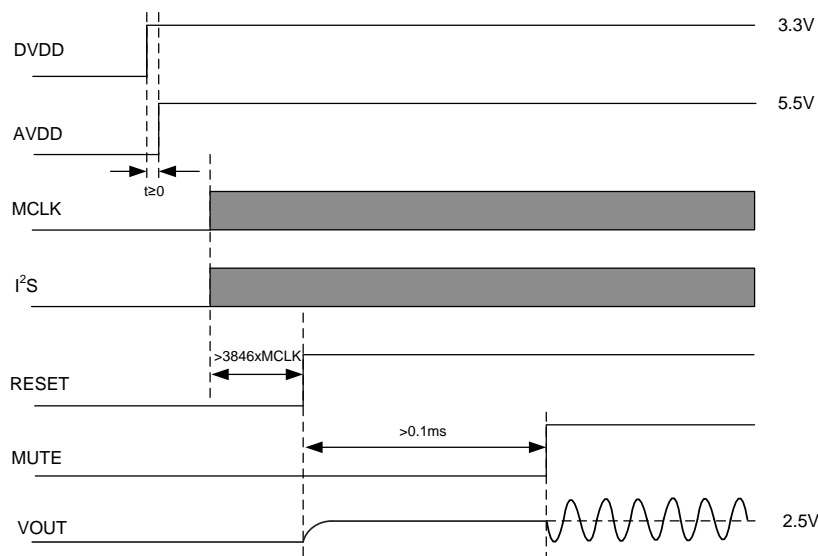 DVDD
3.3V
AVDD
5.5V
t≥0
MCLK
I²S
>3846xMCLK
RESET
>0.1ms
MUTE
VOUT
2.5V